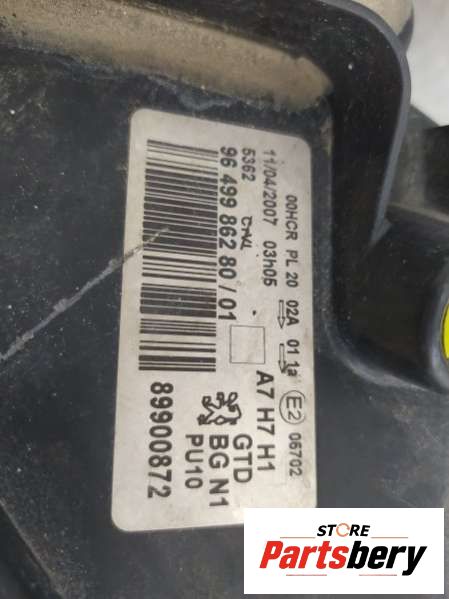 00HCR PL 20 02A 01 1a E2 06702
11/04/2007 03h05
5362
96 499 862 80 / 01
A7 H7 H1
GTD
BG N1
PU10
89900872
STORE
Partsbery